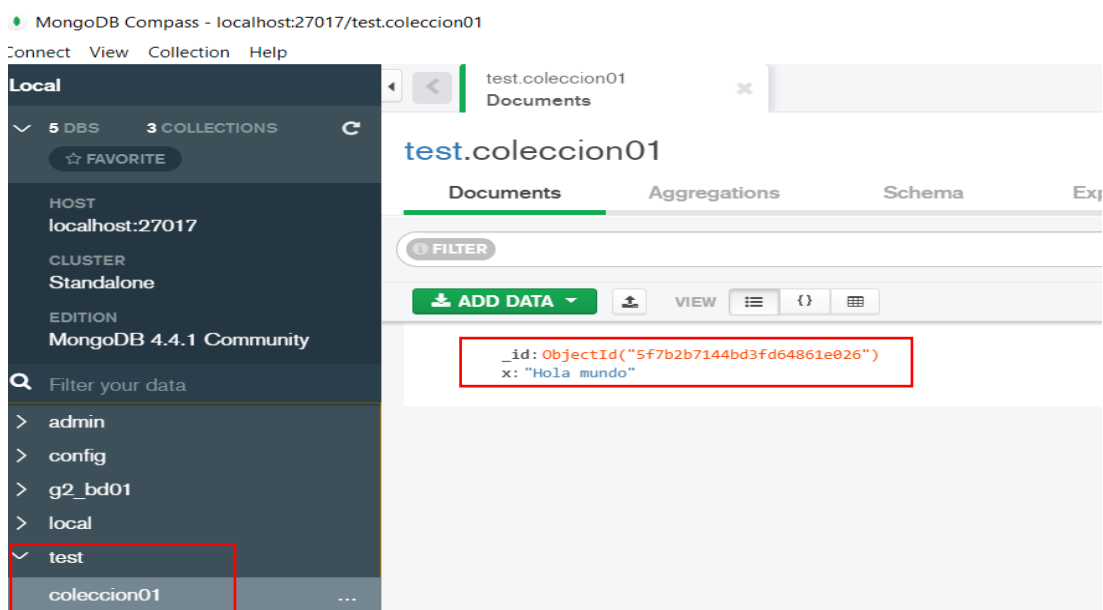 MongoDB Compass - localhost:27017/test.coleccion01
Connect View Collection Help
Local
5 DBS 3 COLLECTIONS
FAVORITE
HOST
localhost:27017
CLUSTER
Standalone
EDITION
MongoDB 4.4.1 Community
Filter your data
admin
config
g2_bd01
local
test
coleccion01
...
test.coleccion01
Documents
test.coleccion01
Documents Aggregations Schema
FILTER
ADD DATA VIEW {}
_id:ObjectId("5f7b2b7144bd3fd64861e026")
x:"Hola mundo"